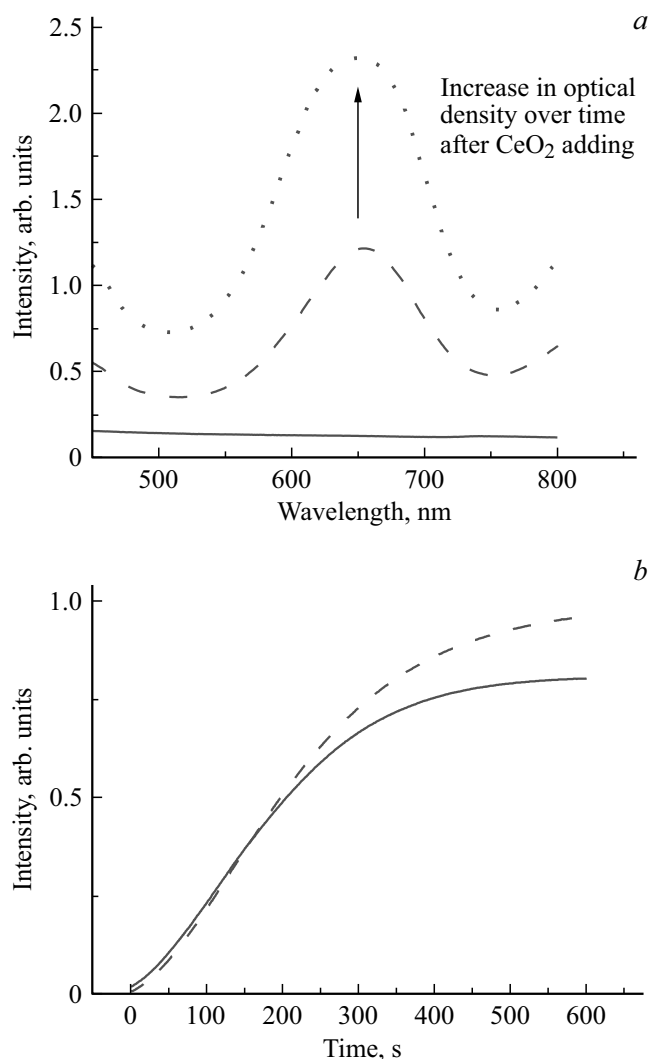 a
2.5
Increase in optical
density over time
after CeO2 adding
2.0
1.5
1.0
0.5
0
500 600 700 800
Wavelength, nm
Intensity, arb. units
b
1.0
0.5
0
0 100 200 300 400 500 600
Time, s
Intensity, arb. units